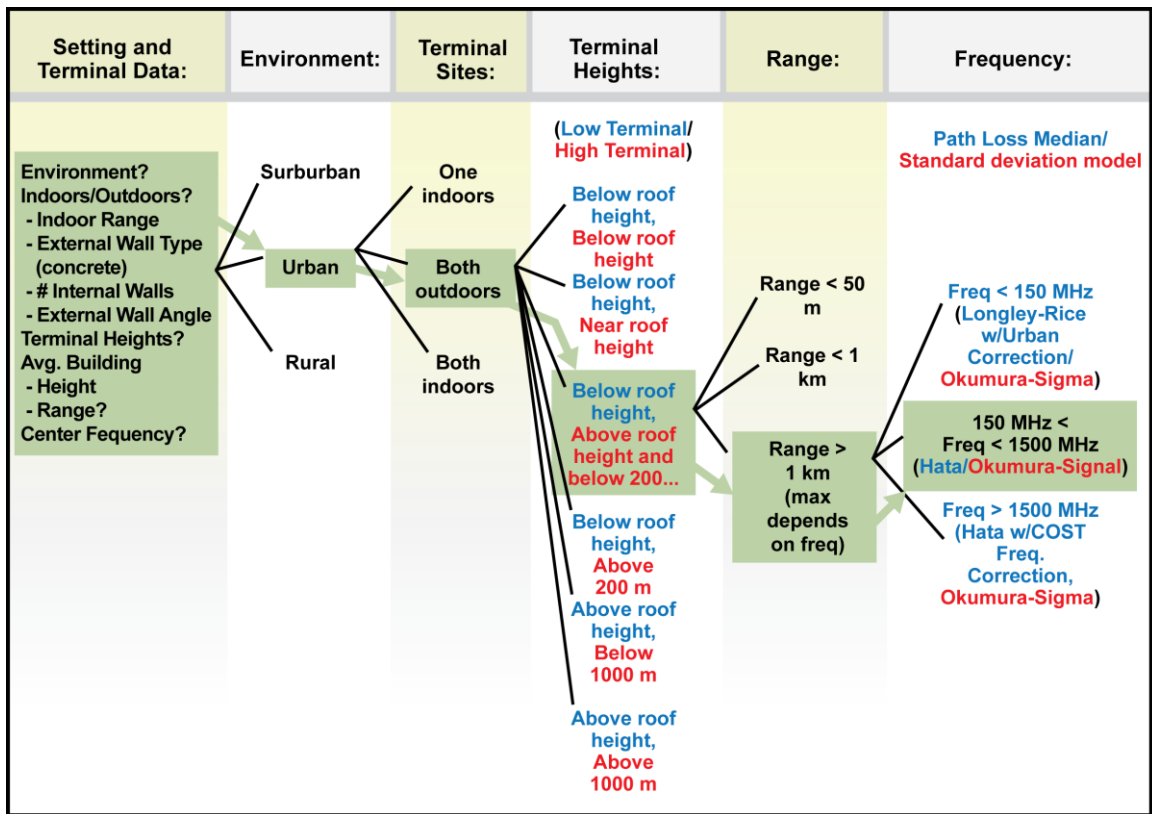 Setting and
Terminal Data:
Environment:
Terminal
Sites:
Terminal
Heights:
Range:
Frequency:
Environment?
Indoors/Outdoors?
- Indoor Range
- External Wall Type
(concrete)
- # Internal Walls
- External Wall Angle
Terminal Heights?
Avg. Building
- Height
- Range?
Center Fequency?
Surburban
Urban
Rural
One
indoors
Both
outdoors
Both
indoors
(Low Terminal/
High Terminal)
Below roof
height,
Below roof
height
Below roof
height,
Near roof
height
Below roof
height,
Above roof
height and
below 200...
Below roof
height,
Above
200 m
Above roof
height,
Below
1000 m
Above roof
height,
Above
1000 m
Range < 50
m
Range < 1
km
Range >
1 km
(max
depends
on freq)
Path Loss Median/
Standard deviation model
Freq < 150 MHz
(Longley-Rice
w/Urban
Correction/
Okumura-Sigma)
150 MHz <
Freq < 1500 MHz
(Hata/Okumura-Signal)
Freq > 1500 MHz
(Hata w/COST
Freq.
Correction,
Okumura-Sigma)